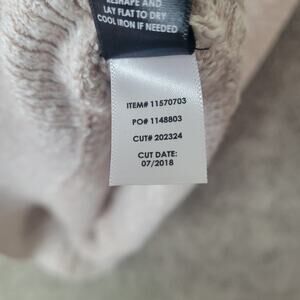 RESHAPE AND
LAY FLAT TO DRY
COOL IRON IF NEEDED
ITEM# 11570703
PO# 1148803
CUT# 202324
CUT DATE:
07/2018